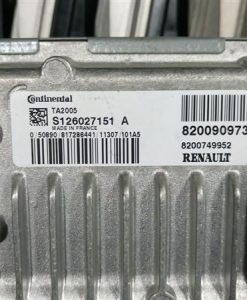 Continental
TA2005
S126027151 A
MADE IN FRANCE
0 50890 817286441 11307 101A5
820090973
8200749952
RENAULT